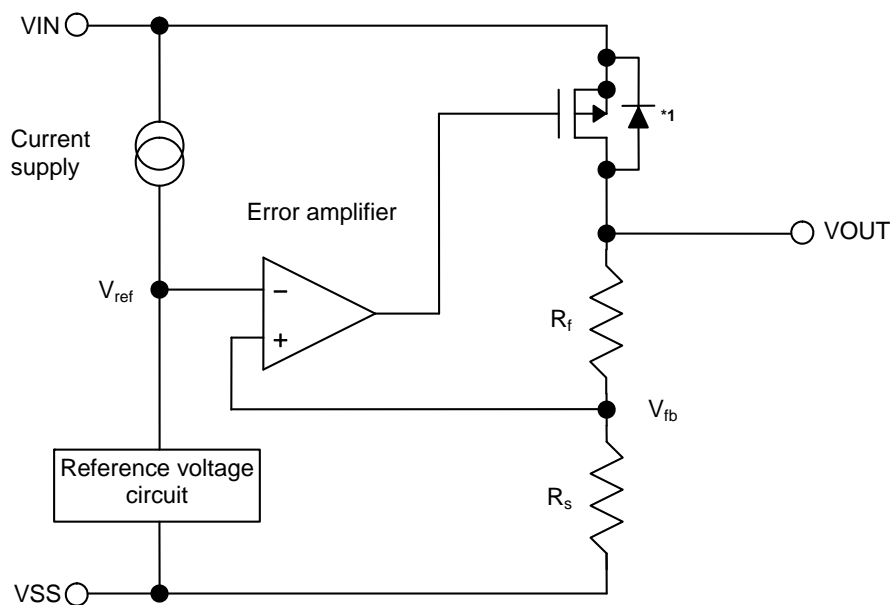 VIN
*1
Current
supply
Error amplifier
VOUT
Vref
−
+
Rf
Vfb
Reference voltage
circuit
Rs
VSS